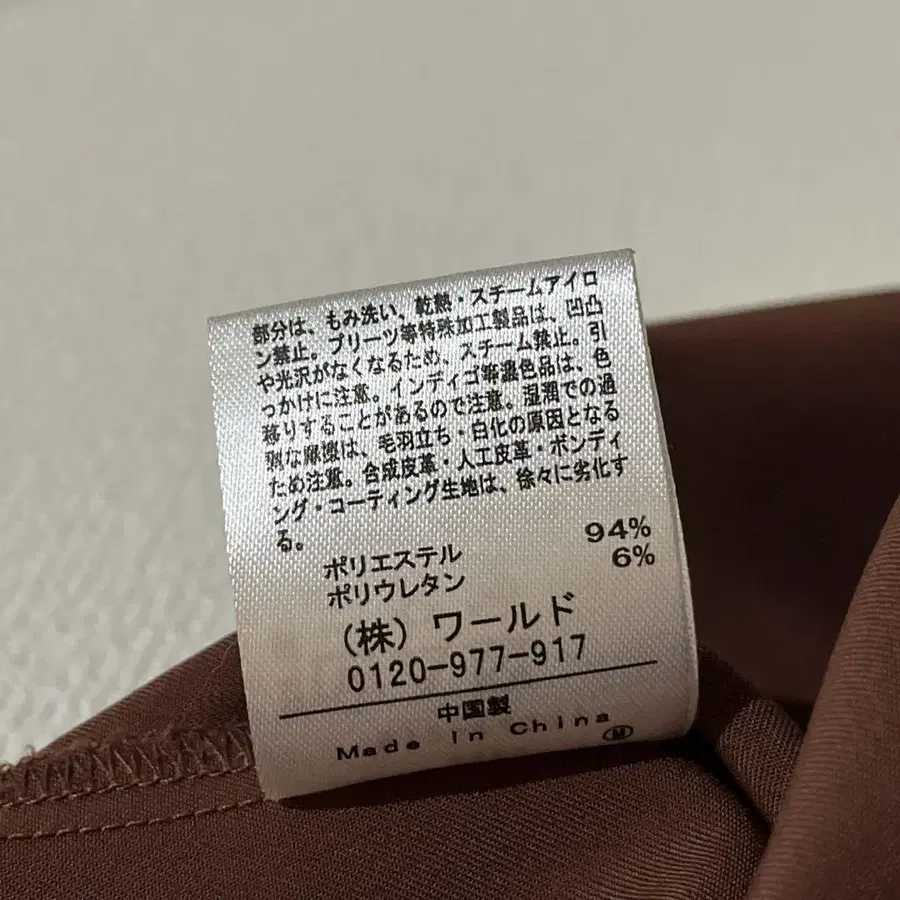 部分は、もみ洗い、乾熱・スチームアイロ
ン禁止。プリーツ等特殊加工製品は、凹凸
や光沢がなくなるため、スチーム禁止。引
っかけに注意。インディゴ等濃色品は、色
移りすることがあるので注意。湿潤での過
剰な摩擦は、毛羽立ち・白化の原因となる
ため注意。合成皮革・人工皮革・ボンディ
ング・コーティング生地は、徐々に劣化す
る。
ポリエステル 94%
ポリウレタン 6%
(株)ワールド
0120-977-917
中国製
Made in China M